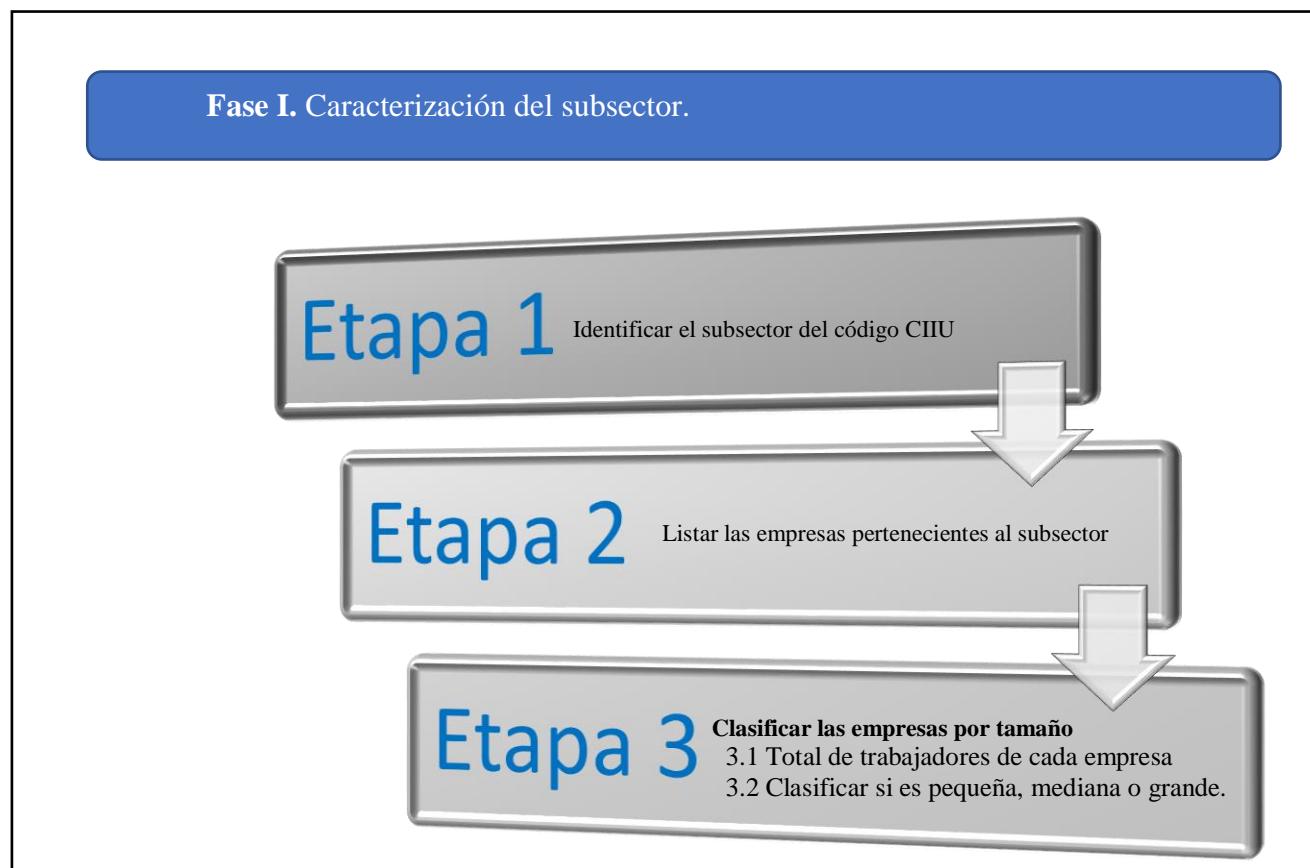 Fase I. Caracterización del subsector.
Etapa 1 Identificar el subsector del código CIIU
Etapa 2 Listar las empresas pertenecientes al subsector
Etapa 3 Clasificar las empresas por tamaño
3.1 Total de trabajadores de cada empresa
3.2 Clasificar si es pequeña, mediana o grande.